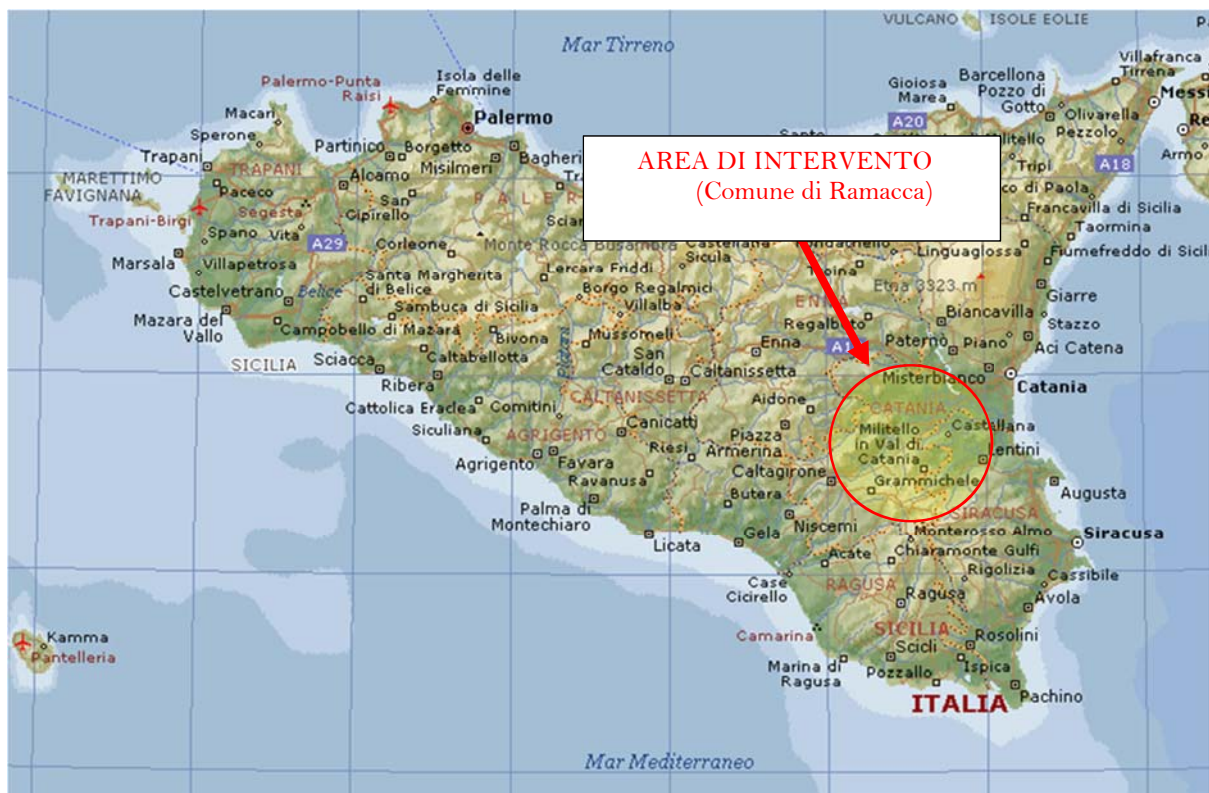 VULCANO
ISOLE EOLIE
Mar Tirreno
Palermo-Punta
Raisi
Isola delle
Femmine
Palermo
Macari
Sperone
Trapani
TRAPANI
Paceco
MARETTIMO
FAVIGNANA
Trapani-Birgi
Segesta
Vita
Spano
Marsala
Villapetrosa
A29
Partinico
Borgetto
Misilmeri
Alcamo
San
Cipirello
Corleone
Monte Rocca Busambra
Castelvetrano
Belice
Santa Margherita
di Belice
Sambuca di Sicilia
Mazara del
Vallo
Campobello di Mazara
SICILIA
Sciacca
Caltabellotta
Ribera
Bivona
Lercara Friddi
Borgo Regalmici
Villalba
Mussomeli
Platani
San
Cataldo
Caltanissetta
CALTANISSETTA
Cattolica Eraclea
Comitini
Siculiana
AGRIGENTO
Canicatti
Agrigento
Favara
Ravanusa
Riesi
Palma di
Montechiaro
Licata
Butera
Gela
Niscemi
Enna
ENNA
Aidone
Piazza
Armerina
Caltagirone
Sicula
AREA DI INTERVENTO
(Comune di Ramacca)
A20
Gioiosa
Marea
Barcellona
Pozzo di
Gotto
Villafranca
Tirrena
Olivarella
Pezzolo
Armo
A18
Tripi
Francavilla di Sicilia
Taormina
Linguaglossa
Troina
Etna 3323 m
Giarre
Regalbuto
Biancavilla
Stazzo
Paternò
Piano
Aci Catena
Misterbianco
Catania
CATANIA
Militello
in Val di
Catania
Castellana
Lentini
Grammichele
Augusta
SIRACUSA
Monterosso Almo
Siracusa
Acate
Chiaramonte Gulfi
Rigolizia
Cassibile
Case
Cicirello
RAGUSA
Ragusa
Avola
Camarina
SICILIA
Rosolini
Marina di
Ragusa
Scicli
Ispica
Pozzallo
Pachino
ITALIA
Kamma
Pantelleria
Mar Mediterraneo